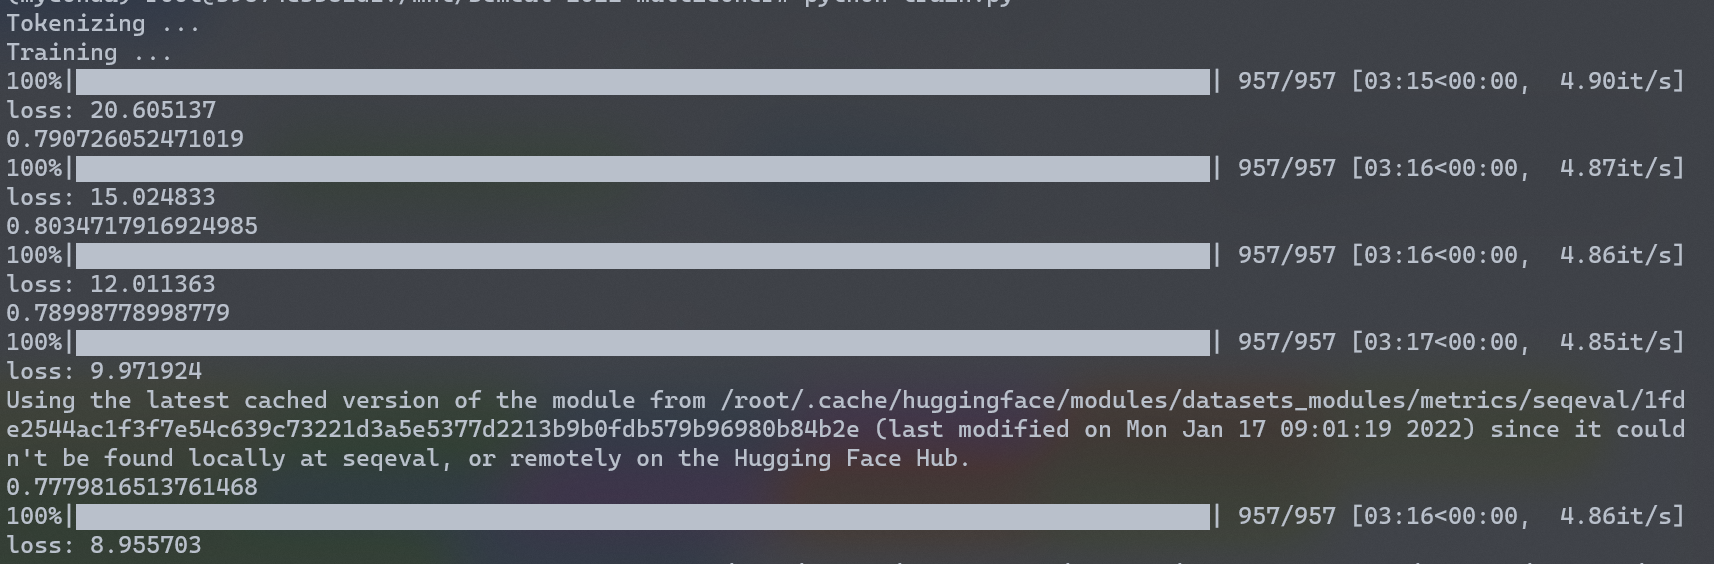 Tokenizing ...
Training ...
100%| | 957/957 [03:15<00:00,  4.90it/s]
loss: 20.605137
0.790726052471019
100%| | 957/957 [03:16<00:00,  4.87it/s]
loss: 15.024833
0.8034717916924985
100%| | 957/957 [03:16<00:00,  4.86it/s]
loss: 12.011363
0.78998778998779
100%| | 957/957 [03:17<00:00,  4.85it/s]
loss: 9.971924
Using the latest cached version of the module from /root/.cache/huggingface/modules/datasets_modules/metrics/seqeval/1fd
e2544ac1f3f7e54c639c73221d3a5e5377d2213b9b0fdb579b96980b84b2e (last modified on Mon Jan 17 09:01:19 2022) since it could
n't be found locally at seqeval, or remotely on the Hugging Face Hub.
0.7779816513761468
100%| | 957/957 [03:16<00:00,  4.86it/s]
loss: 8.955703